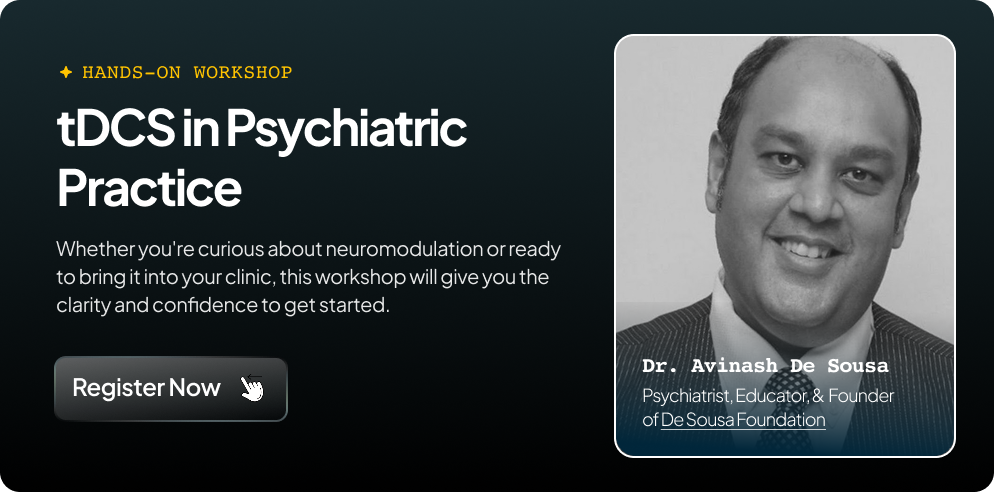 HANDS-ON WORKSHOP
tDCS in Psychiatric
Practice
Whether you're curious about neuromodulation or ready
to bring it into your clinic, this workshop will give you the
clarity and confidence to get started.
Register Now
Dr. Avinash De Sousa
Psychiatrist, Educator, & Founder
of De Sousa Foundation